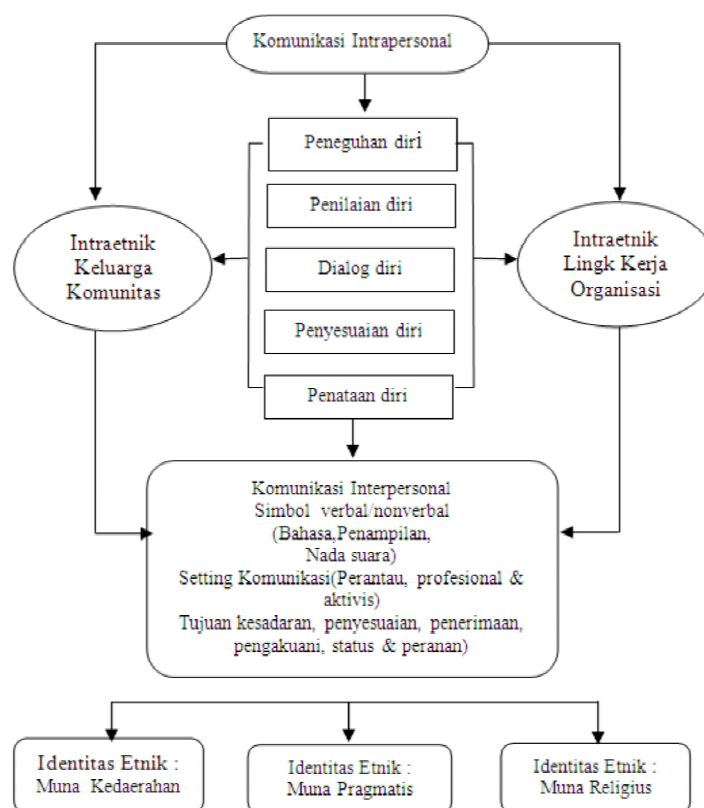 Komunikasi Intrapersonal
Peneguhan diri
Penilaian diri
Dialog diri
Penyesuaian diri
Penataan diri
Intraetnik
Keluarga
Komunitas
Intraetnik
Lingk Kerja
Organisasi
Komunikasi Interpersonal
Simbol verbal/nonverbal
(Bahasa,Penampilan,
Nada suara)
Setting Komunikasi(Perantau, profesional &
aktivis)
Tujuan kesadaran, penyesuaian, penerimaan,
pengakuani, status & peranan)
Identitas Etnik :
Muna Kedaerahan
Identitas Etnik :
Muna Pragmatis
Identitas Etnik :
Muna Religius